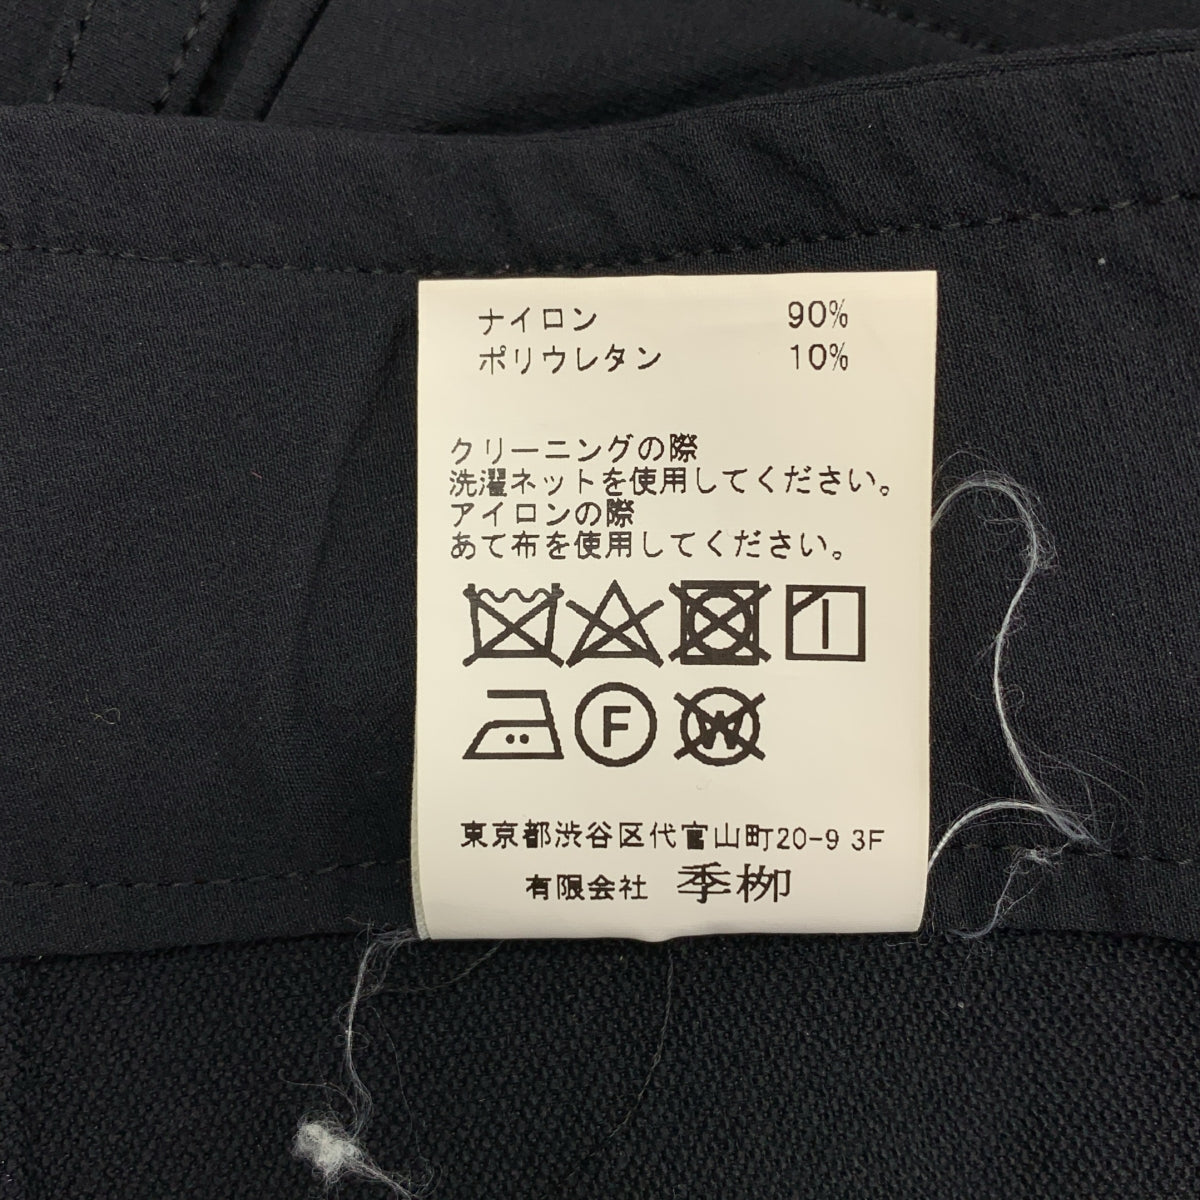 ナイロン 90%
ポリウレタン 10%
クリーニングの際
洗濯ネットを使用してください。
アイロンの際
あて布を使用してください。
F W
東京都渋谷区代官山町20-9 3F
有限会社 季栁